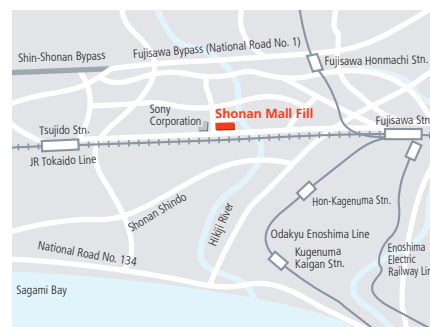 Fujisawa Bypass (National Road No. 1)
Shin-Shonan Bypass
Fujisawa Honmachi Stn.
Sony
Corporation
Shonan Mall Fill
Fujisawa Stn
Tsujido Stn.
JR Tokaido Line
Hon-Kagenuma Stn.
Shonan Shindo
Hikiji River
Odakyu Enoshima Line
Kugenuma
Kaigan Stn.
Enoshima
Electric
Railway Lin
National Road No. 134
Sagami Bay